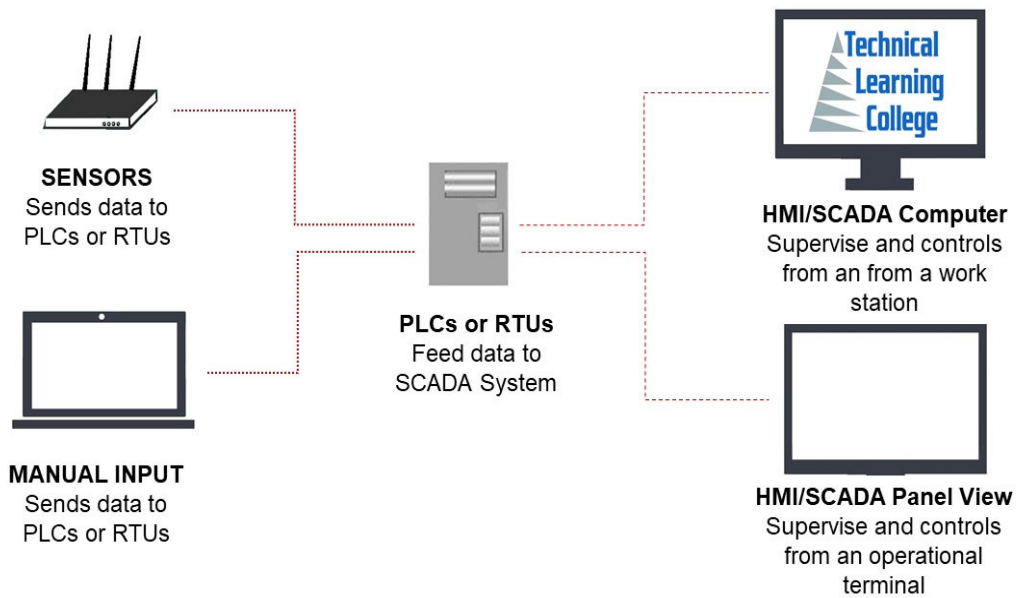 SENSORS
Sends data to
PLCs or RTUs
MANUAL INPUT
Sends data to
PLCs or RTUs
PLCs or RTUs
Feed data to
SCADA System
Technical
Learning
College
HMI/SCADA Computer
Supervise and controls
from an from a work
station
HMI/SCADA Panel View
Supervise and controls
from an operational
terminal